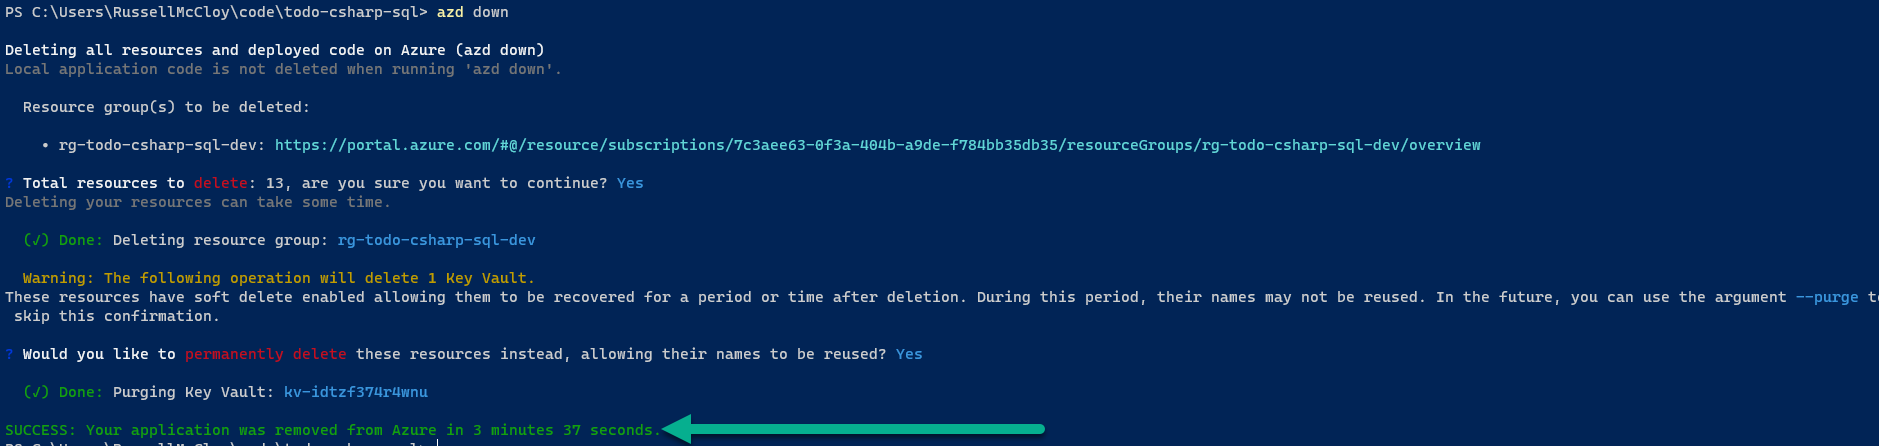 PS C:\Users\RussellMcCloy\code\todo-csharp-sql> azd down
Deleting all resources and deployed code on Azure (azd down)
Local application code is not deleted when running 'azd down'.
Resource group(s) to be deleted:
• rg-todo-csharp-sql-dev: https://portal.azure.com/#@/resource/subscriptions/7c3aee63-0f3a-404b-a9de-f784bb35db35/resourceGroups/rg-todo-csharp-sql-dev/overview
? Total resources to delete: 13, are you sure you want to continue? Yes
Deleting your resources can take some time.
(✓) Done: Deleting resource group: rg-todo-csharp-sql-dev
Warning: The following operation will delete 1 Key Vault.
These resources have soft delete enabled allowing them to be recovered for a period or time after deletion. During this period, their names may not be reused. In the future, you can use the argument --purge to
skip this confirmation.
? Would you like to permanently delete these resources instead, allowing their names to be reused? Yes
(✓) Done: Purging Key Vault: kv-idtzf374r4wnu
SUCCESS: Your application was removed from Azure in 3 minutes 37 seconds.
PS C:\Users\RussellMcCloy\code\todo-csharp-sql>